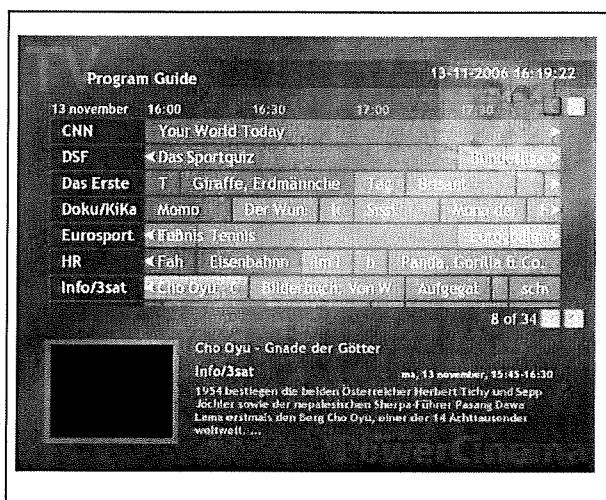 TV
Program Guide 13-11-2006 16:19:22
13 november 16:00 16:30 17:00 17:30
CNN Your World Today
DSF Das Sportquiz Bundesliga
Das Erste T Giraffe, Erdmännche Tag Brisant
Doku/KiKa Momo Der Wun
Eurosport Tennis
HR Fah Eisenbahnr h Panda, Gorilla & Co.
Info/3sat Cho Oyu - G Bilderbuch: Von W Aufgegat schn
8 of 34
Cho Oyu - Gnade der Götter
Info/3sat ma, 13 november, 15:45-16:30
1954 bestiegen die beiden Österreicher Herbert Tichy und Sepp
Jöchler sowie der nepalesischen Sherpa-Führer Pasang Dawa
Lama erstmals den Berg Cho Oyu, einer der 14 Achttausender
weltweit. ...
PowerCinema